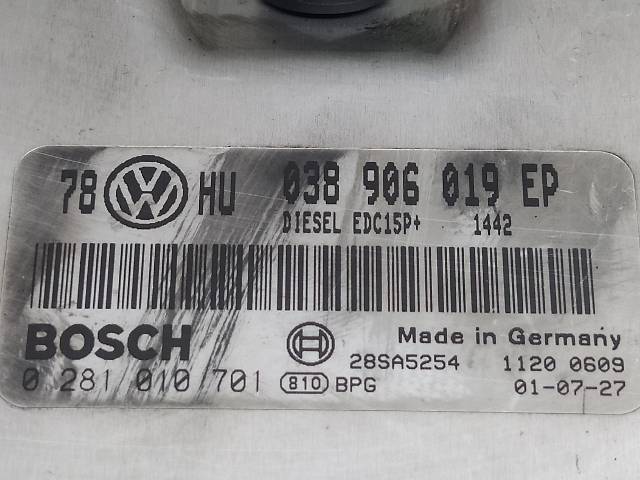 78 VW HU 038 906 019 EP
DIESEL EDC15P+ 1442
BOSCH Made in Germany
28SA5254 1120 0609
0 281 010 701 810 BPG 01-07-27